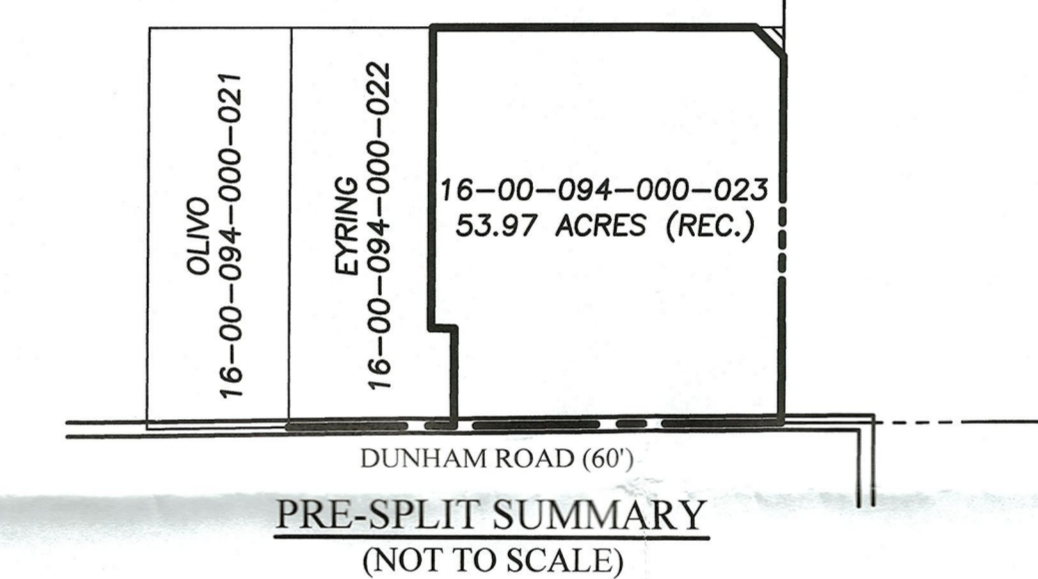 OLIVO
16-00-094-000-021
EYRING
16-00-094-000-022
16-00-094-000-023
53.97 ACRES (REC.)
DUNHAM ROAD (60')
PRE-SPLIT SUMMARY
(NOT TO SCALE)